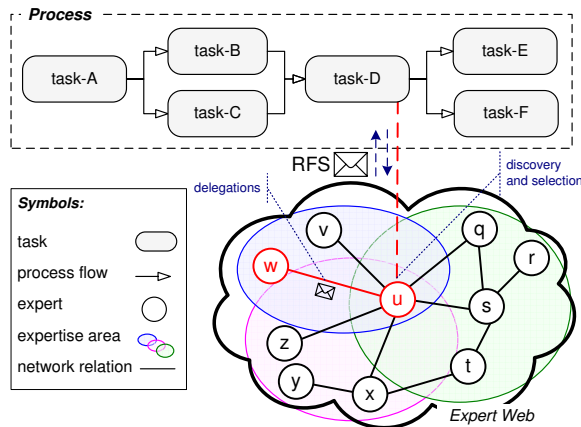 Process
task-A
task-B
task-C
task-D
task-E
task-F
RFS
delegations
discovery
and selection
Symbols:
task
process flow
expert
expertise area
network relation
v
q
r
w
u
s
z
t
y
x
Expert Web